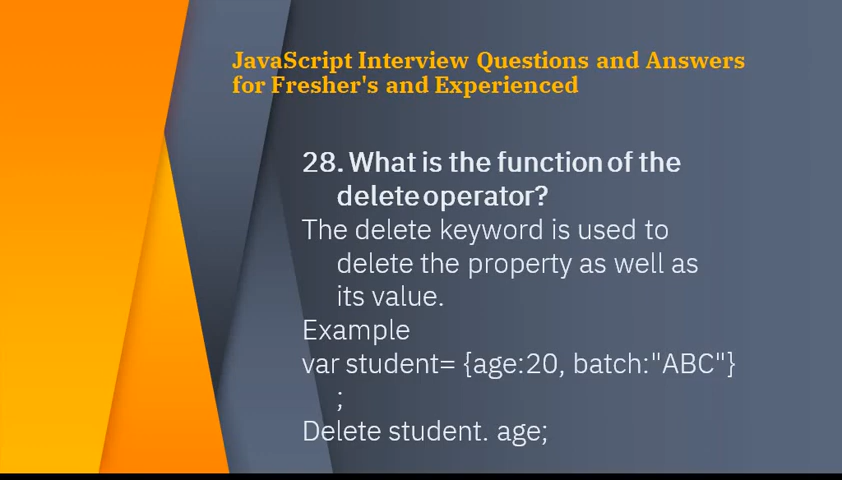 JavaScript Interview Questions and Answers
for Fresher's and Experienced
28. What is the function of the
delete operator?
The delete keyword is used to
delete the property as well as
its value.
Example
var student= {age:20, batch:"ABC"}
;
Delete student. age;